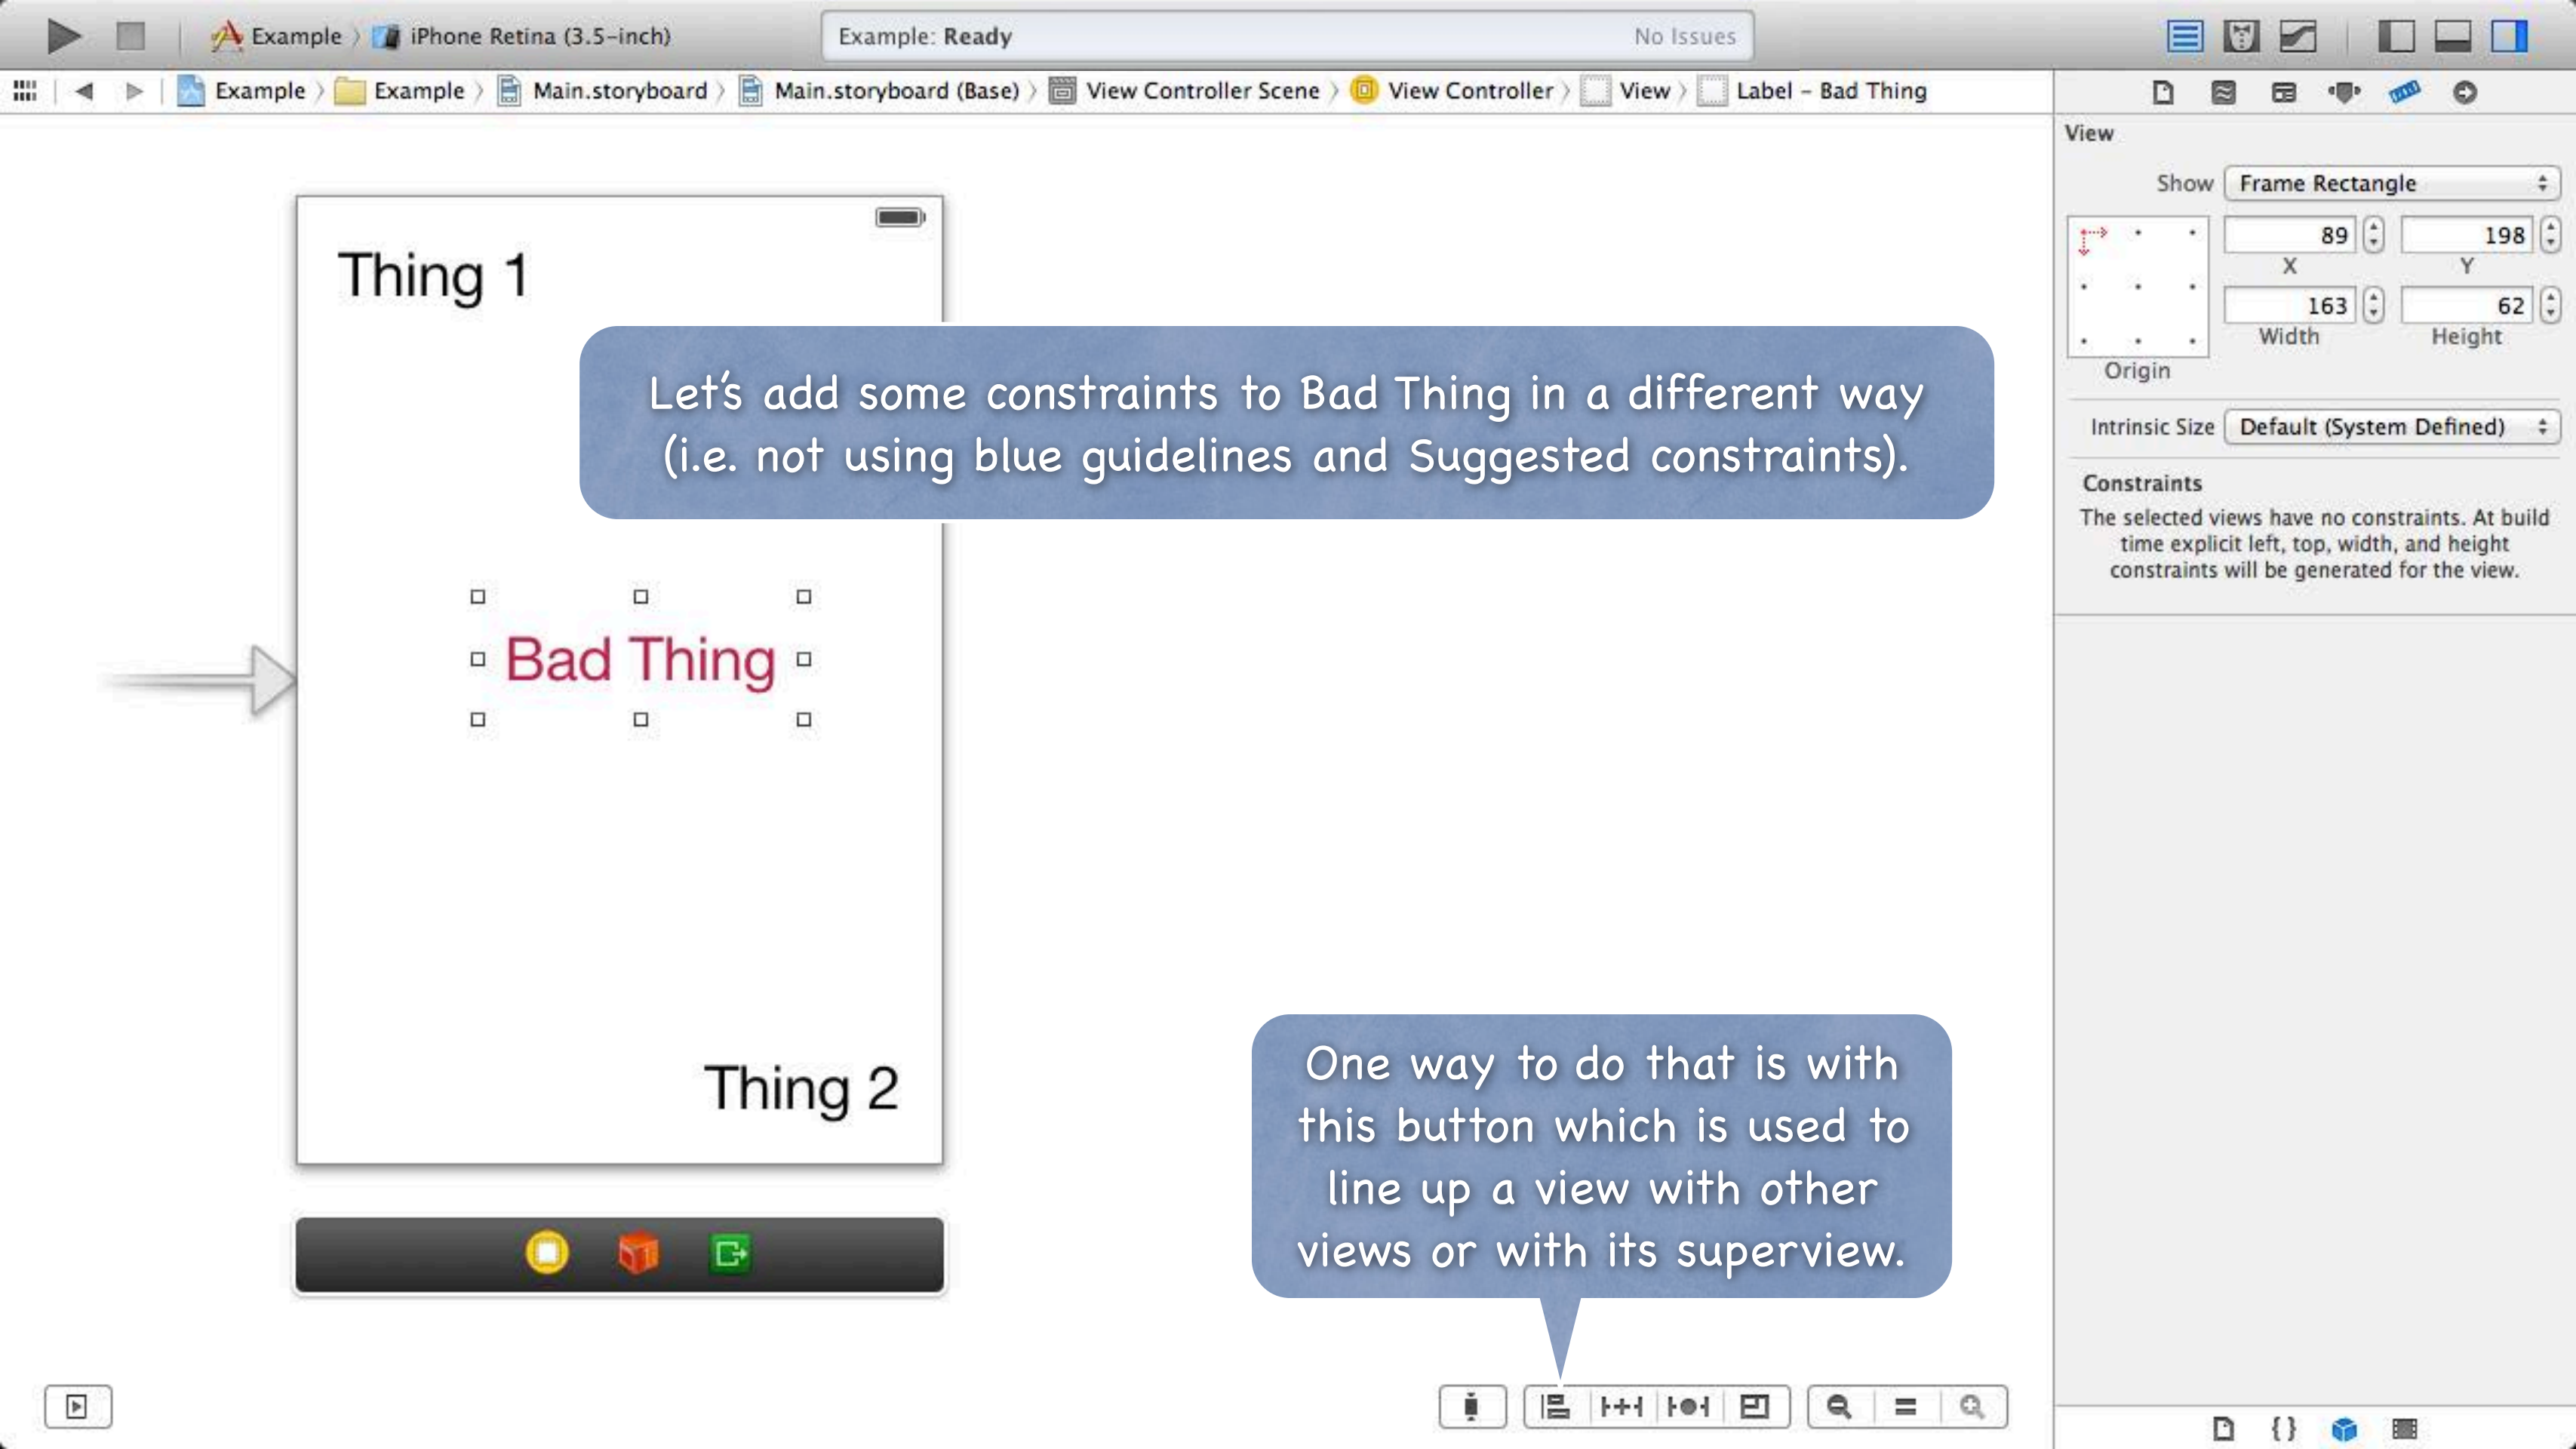 Example iPhone Retina (3.5-inch)
Example: Ready
No Issues
Example Example Main.storyboard Main.storyboard (Base) View Controller Scene View Controller View Label – Bad Thing
View
Show Frame Rectangle
89 198
X Y
163 62
Width Height
Origin
Intrinsic Size Default (System Defined)
Constraints
The selected views have no constraints. At build
time explicit left, top, width, and height
constraints will be generated for the view.
Thing 1
Let's add some constraints to Bad Thing in a different way
(i.e. not using blue guidelines and Suggested constraints).
Bad Thing
Thing 2
One way to do that is with
this button which is used to
line up a view with other
views or with its superview.